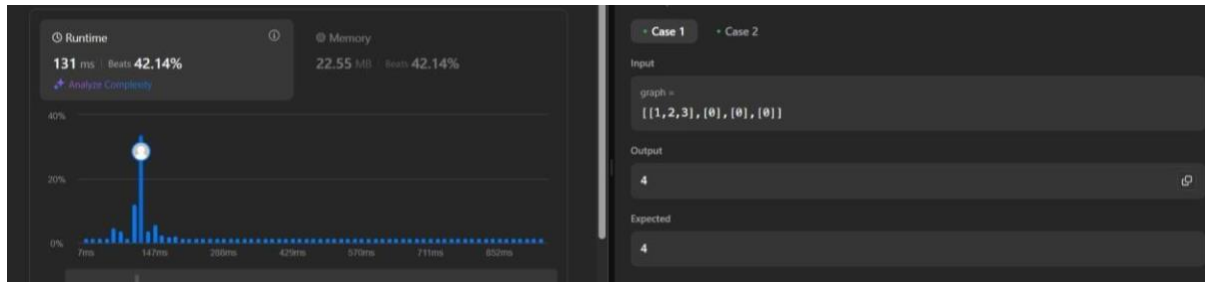 Runtime
131 ms | Beats 42.14%
Analyze Complexity
Memory
22.55 MB | Beats 42.14%
40%
20%
0%
7ms 147ms 288ms 429ms 570ms 711ms 852ms
Case 1 Case 2
Input
graph =
[[1,2,3],[0],[0],[0]]
Output
4
Expected
4